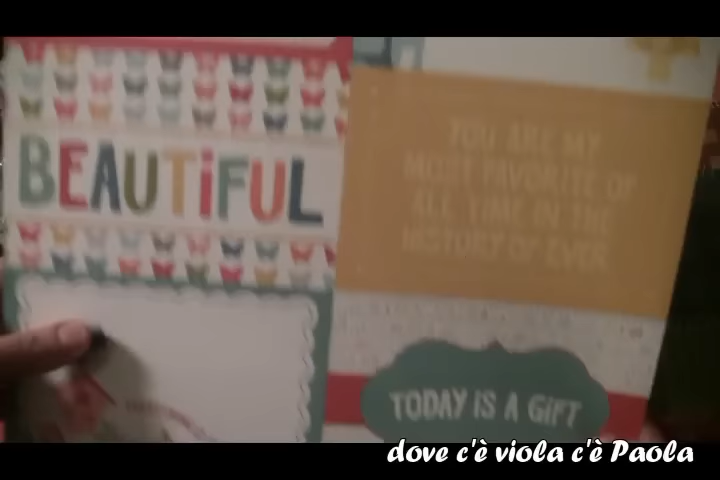 BEAUTiFUL
YOU ARE MY
MOST FAVORITE OF
ALL TIME IN THE
HISTORY OF EVER
TODAY IS A GiFT
dove c'è viola c'è Paola